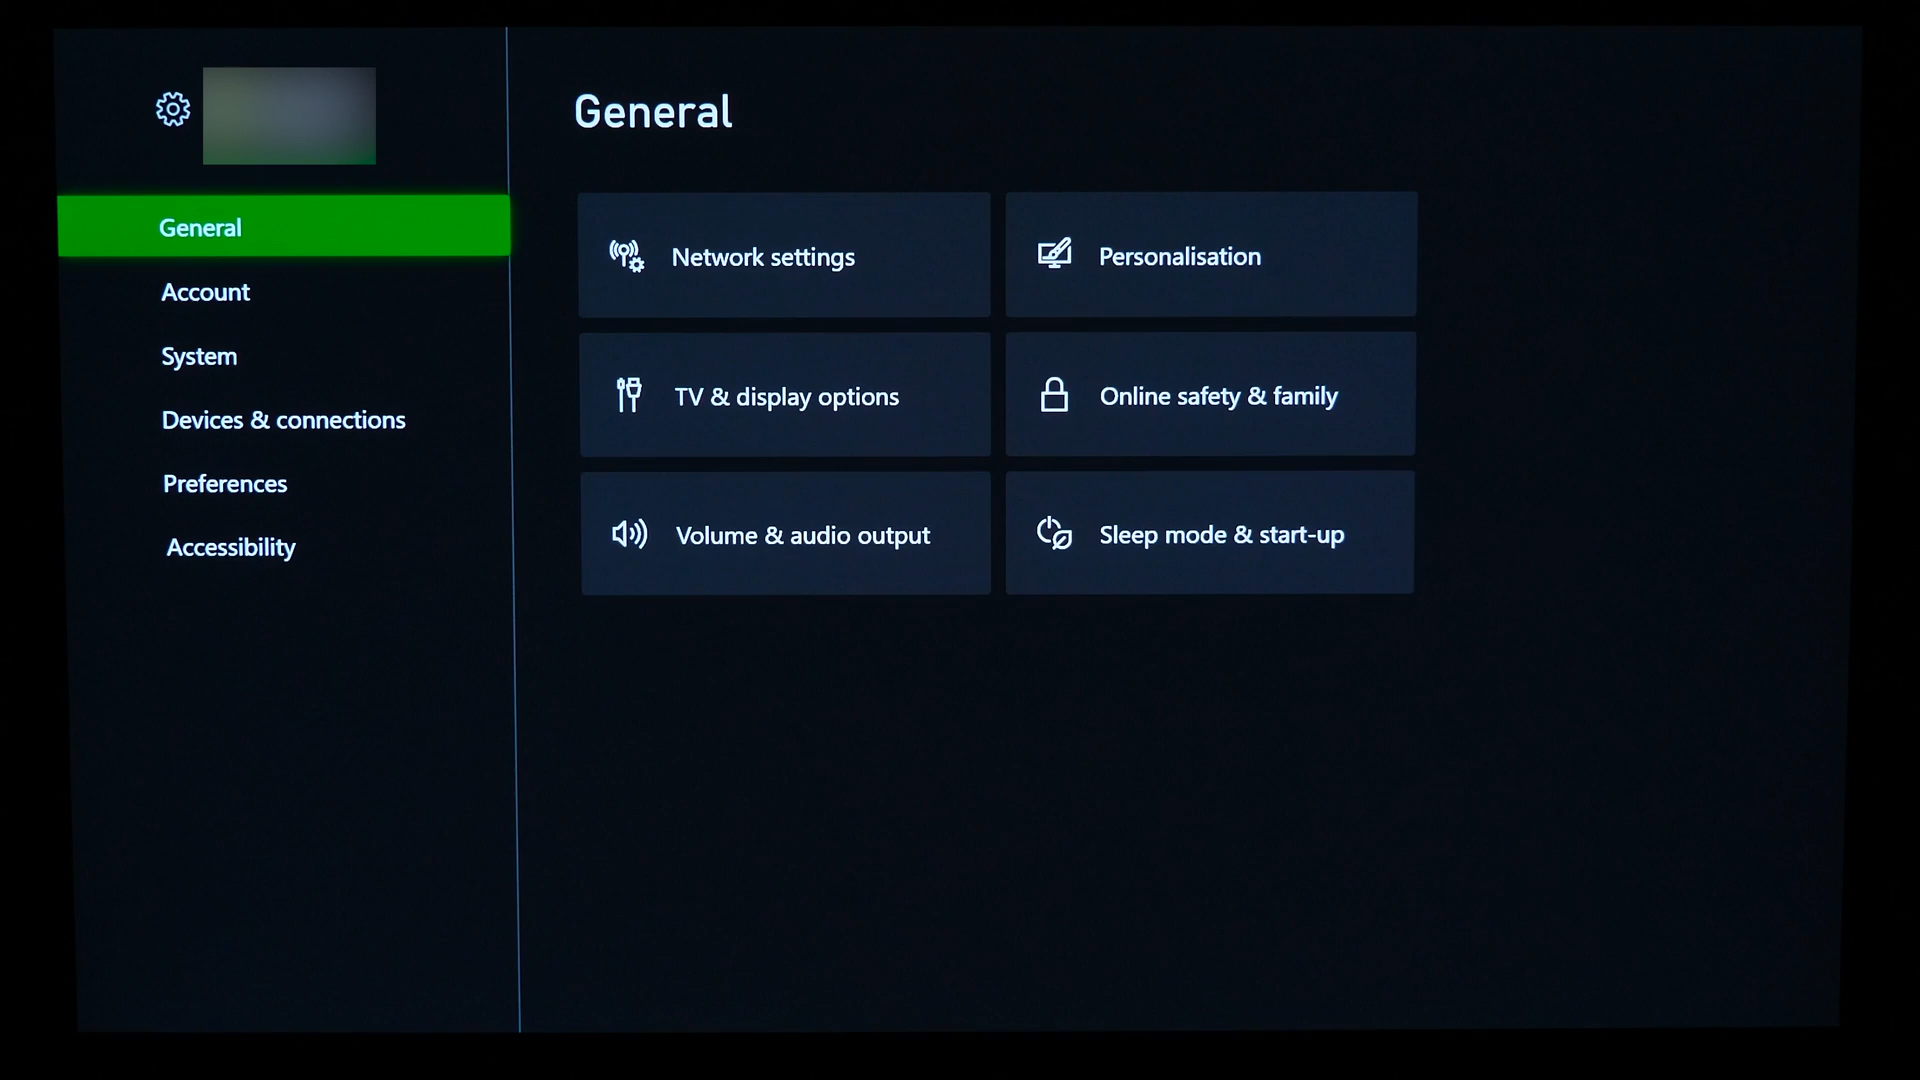 General
General
Account
System
Devices & connections
Preferences
Accessibility
Network settings
Personalisation
TV & display options
Online safety & family
Volume & audio output
Sleep mode & start-up